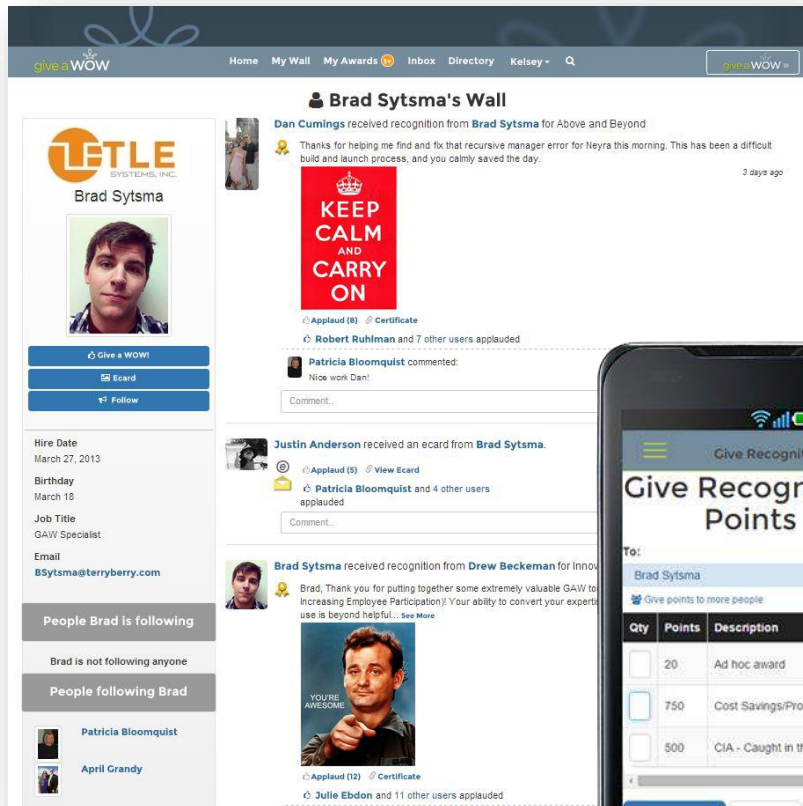 give a WOW
Home My Wall My Awards Inbox Directory Kelsey
give a WOW »
Brad Sytsma's Wall
TLE
SYSTEMS, INC.
Brad Sytsma
Give a WOW!
Ecard
Follow
Hire Date
March 27, 2013
Birthday
March 18
Job Title
GAW Specialist
Email
BSytsma@terryberry.com
People Brad is following
Brad is not following anyone
People following Brad
Patricia Bloomquist
April Grandy
Dan Cumings received recognition from Brad Sytsma for Above and Beyond
Thanks for helping me find and fix that recursive manager error for Neyra this morning. This has been a difficult
build and launch process, and you calmly saved the day.
3 days ago
KEEP
CALM
AND
CARRY
ON
Applaud (8) Certificate
Robert Ruhlman and 7 other users applauded
Patricia Bloomquist commented:
Nice work Dan!
Comment..
Justin Anderson received an ecard from Brad Sytsma.
Applaud (5) View Ecard
Patricia Bloomquist and 4 other users
applauded
Comment..
Brad Sytsma received recognition from Drew Beckeman for Innov
Brad, Thank you for putting together some extremely valuable GAW to
Increasing Employee Participation)! Your ability to convert your experti
use is beyond helpful... See More
YOU'RE
AWESOME
Applaud (12) Certificate
Julie Ebdon and 11 other users applauded
Give Recogni
Give Recogn
Points
To:
Brad Sytsma
Give points to more people
Qty Points Description
20 Ad hoc award
750 Cost Savings/Pro
500 CIA - Caught in th